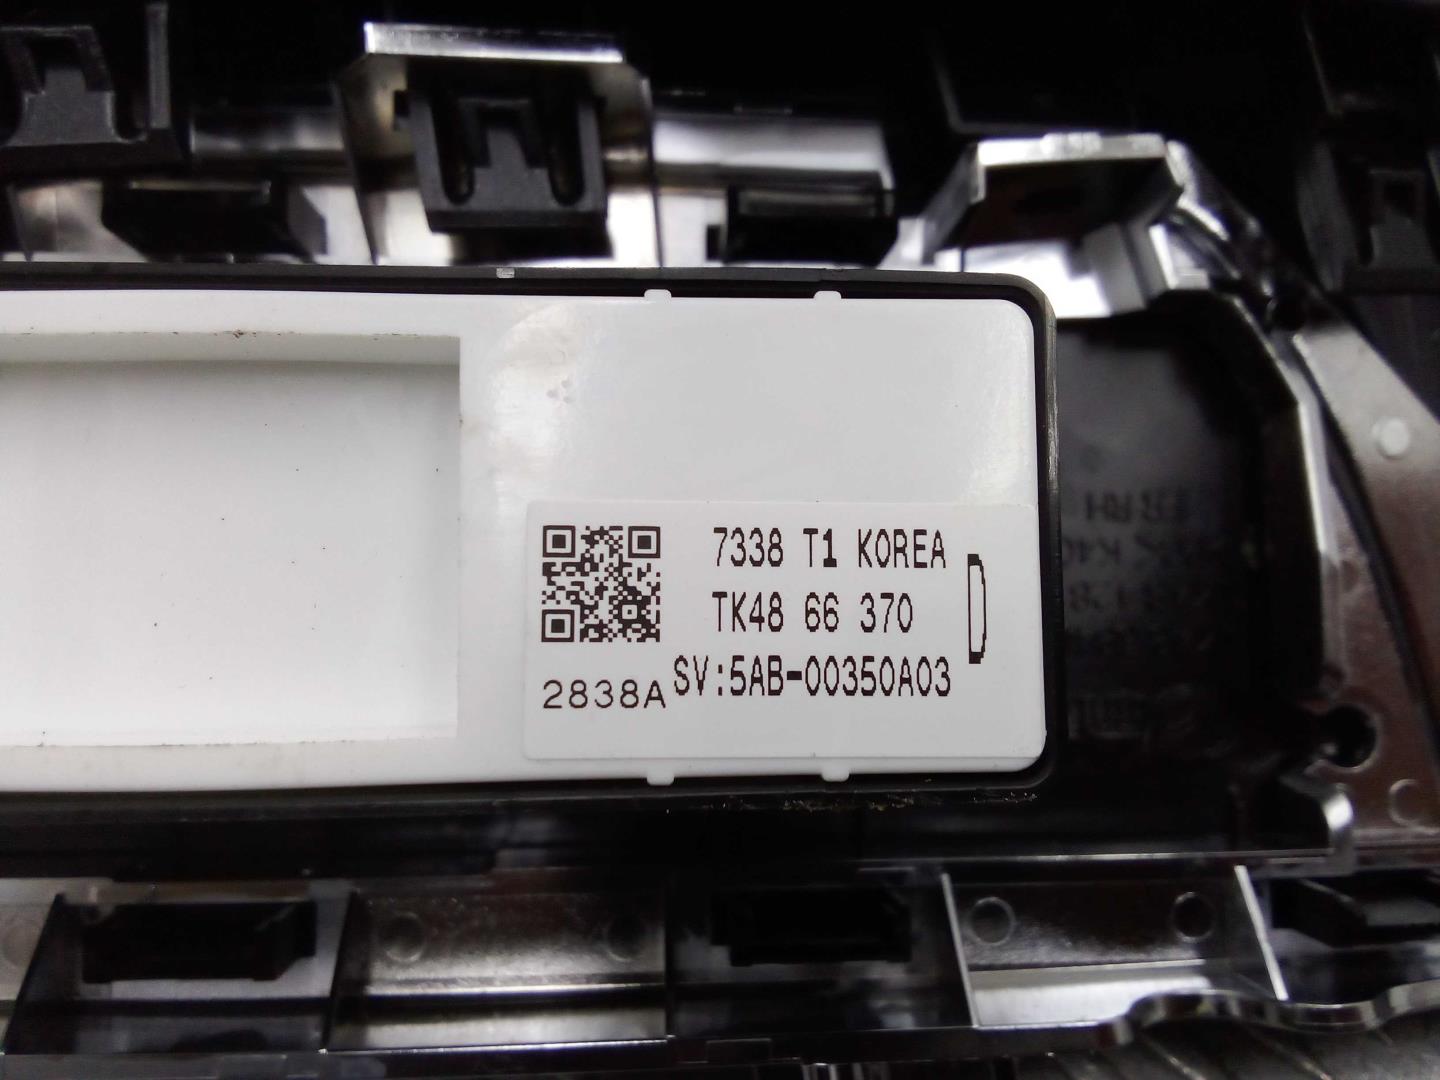 7338 T1 KOREA
TK48 66 370
SV:5AB-00350A03
2838A